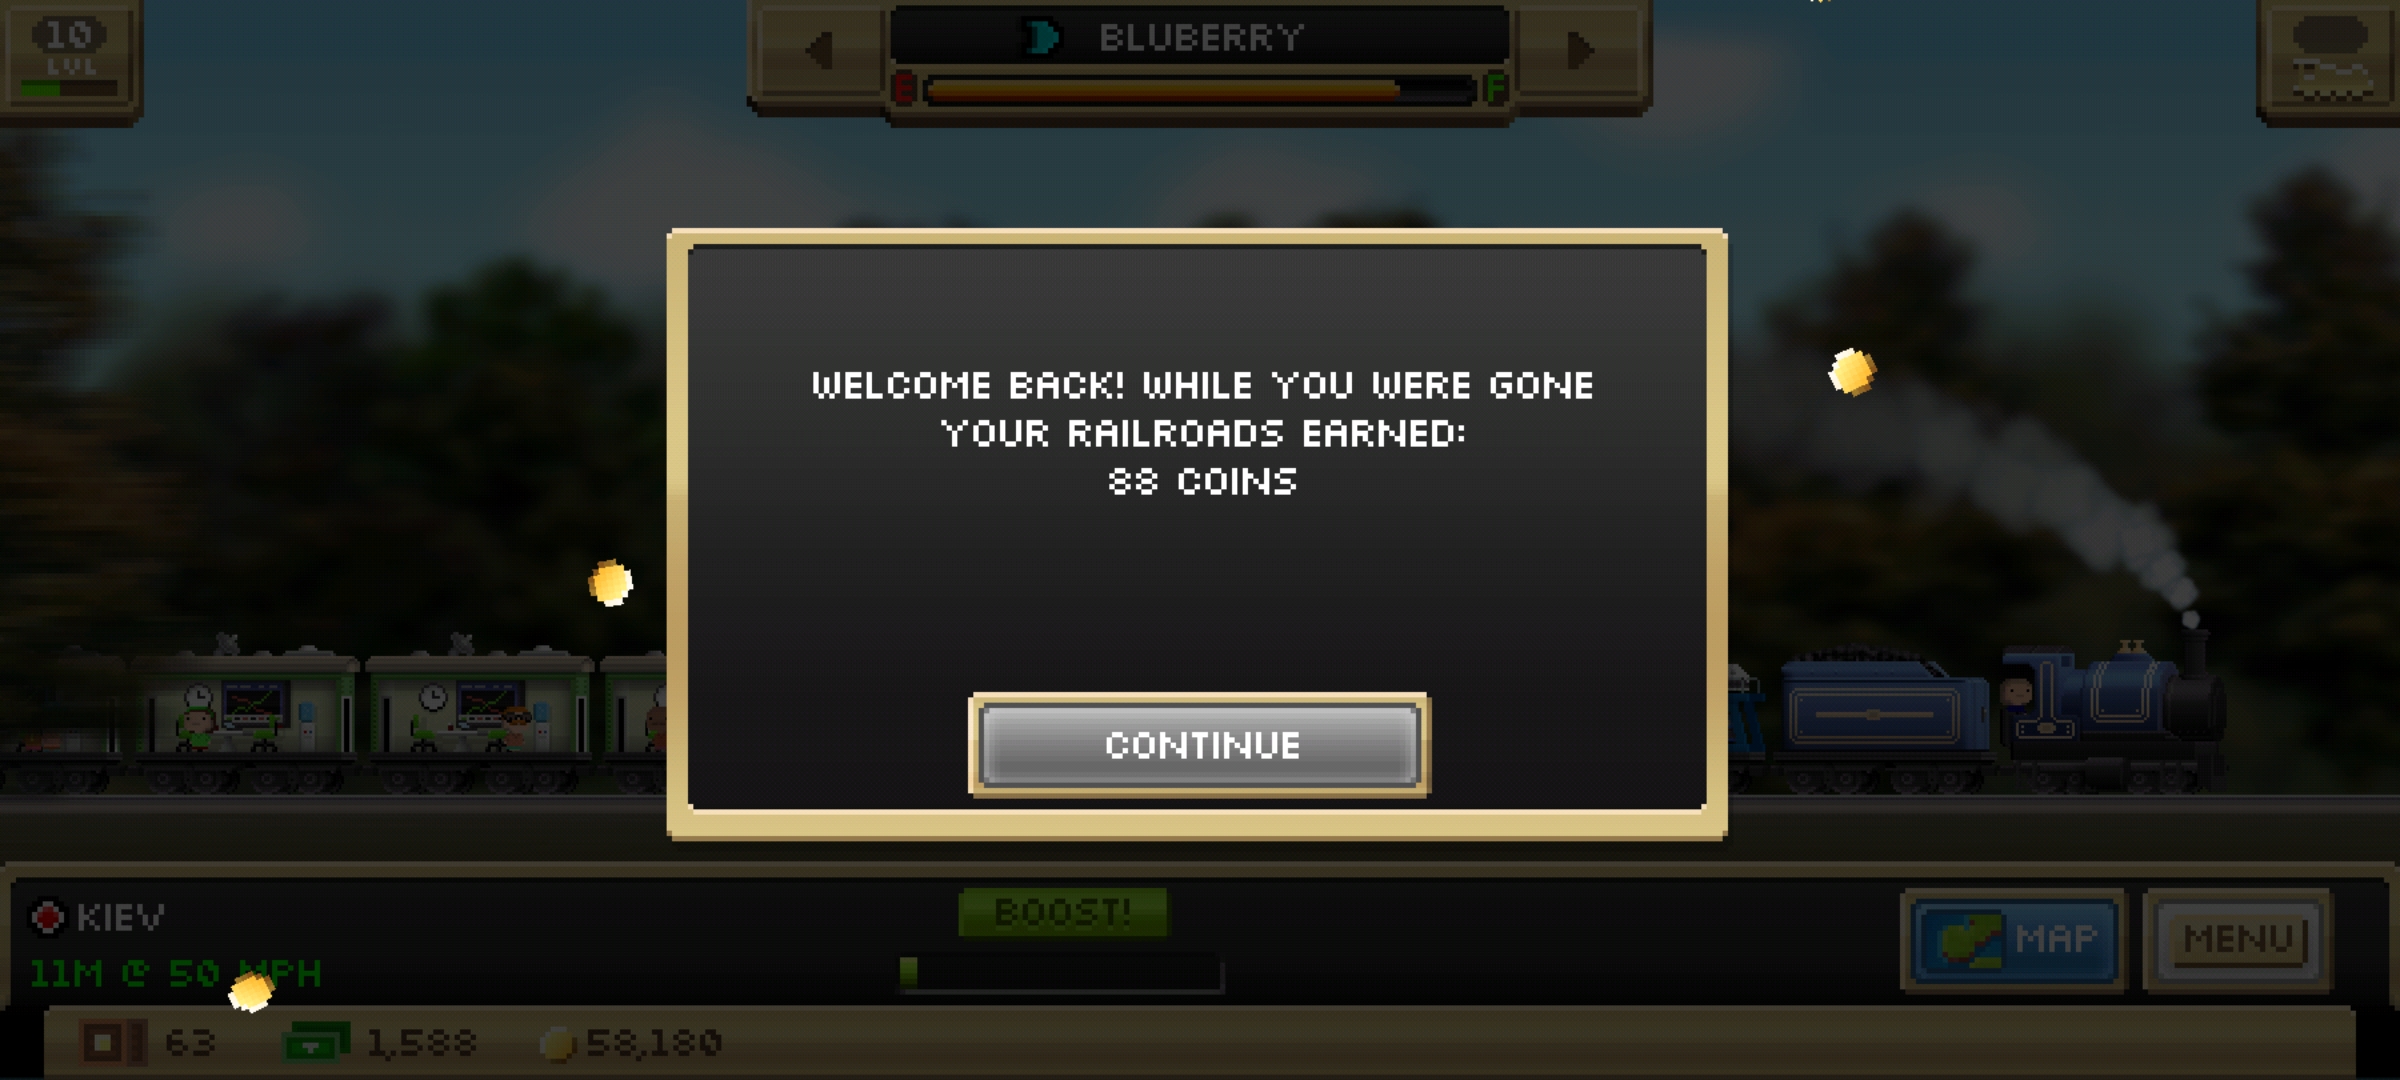 10
LVL
BLUBERRY
E F
WELCOME BACK! WHILE YOU WERE GONE
YOUR RAILROADS EARNED:
88 COINS
CONTINUE
KIEV
11M @ 50 MPH
BOOST!
MAP
MENU
63 1,588 58,180